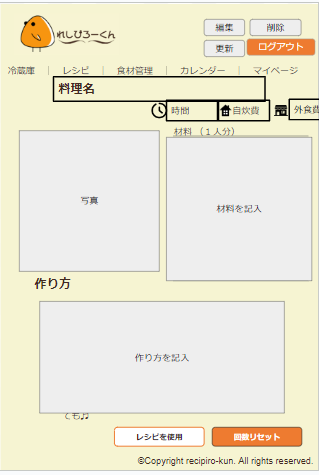 れしぴろーくん
編集 削除
更新 ログアウト
冷蔵庫 | レシピ | 食材管理 | カレンダー | マイページ
料理名
時間 自炊費 外食費
材料 （１人分）
写真
材料を記入
作り方
作り方を記入
ても♫
レシピを使用 回数リセット
©Copyright recipiro-kun. All rights reserved.